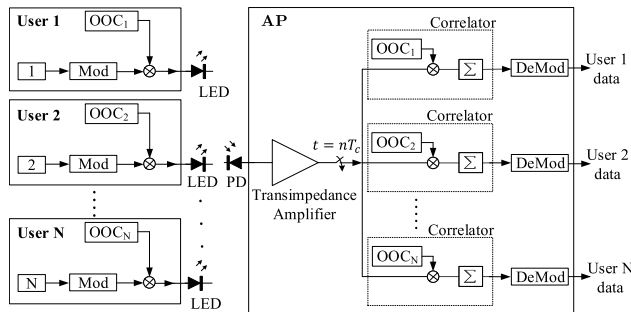 User 1
OOC1
1
Mod
LED
User 2
OOC2
2
Mod
LED
User N
OOCN
N
Mod
LED
AP
PD
Transimpedance
Amplifier
t = nTc
Correlator
OOC1
Σ
DeMod
User 1
data
Correlator
OOC2
Σ
DeMod
User 2
data
Correlator
OOCN
Σ
DeMod
User N
data